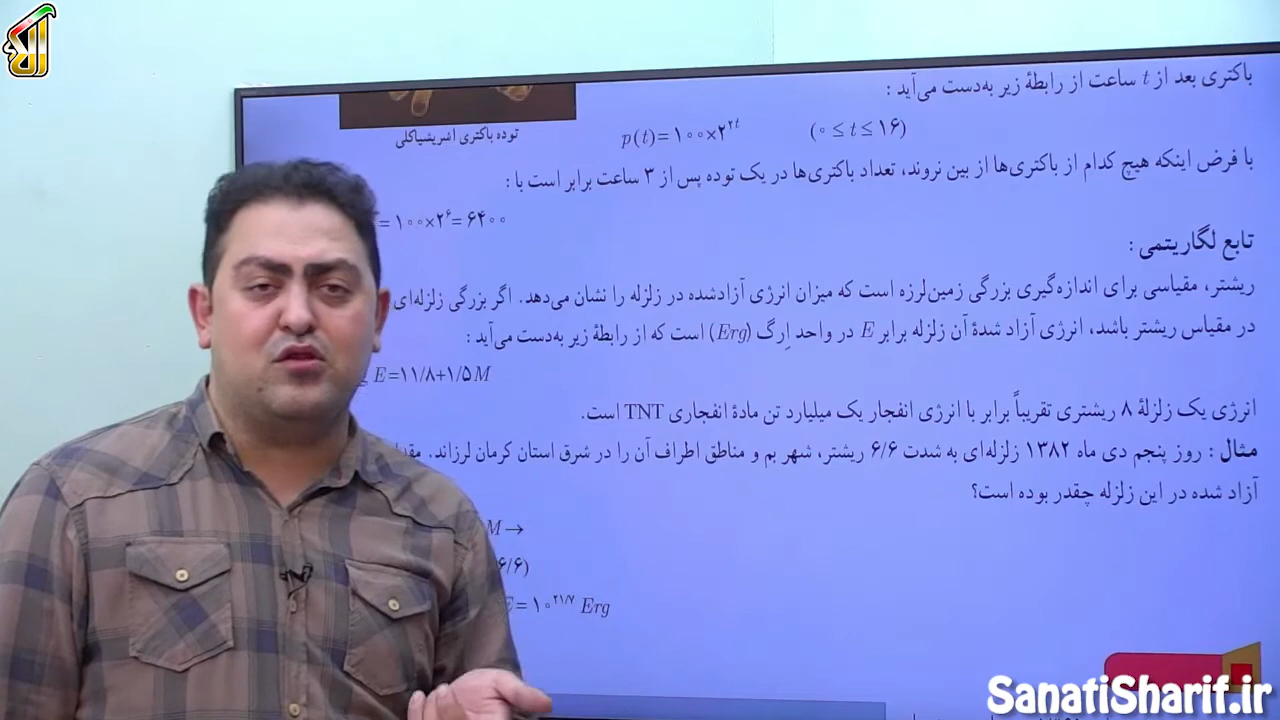 الا
باکتری بعد از t ساعت از رابطهٔ زیر به‌دست می‌آید :
p(t)=۱۰۰×۲^{۲t} (۰≤t≤۱۶)
توده باکتری اشریشیاکلی
با فرض اینکه هیچ کدام از باکتری‌ها از بین نروند، تعداد باکتری‌ها در یک توده پس از ۳ ساعت برابر است با :
=۱۰۰×۲^۶=۶۴۰۰
تابع لگاریتمی :
ریشتر، مقیاسی برای اندازه‌گیری بزرگی زمین‌لرزه است که میزان انرژی آزادشده در زلزله را نشان می‌دهد. اگر بزرگی زلزله‌ای
در مقیاس ریشتر باشد، انرژی آزاد شدهٔ آن زلزله برابر E در واحد اِرگ (Erg) است که از رابطهٔ زیر به‌دست می‌آید :
E=۱۱/۸+۱/۵M
انرژی یک زلزلهٔ ۸ ریشتری تقریباً برابر با انرژی انفجار یک میلیارد تن مادهٔ انفجاری TNT است.
مثال : روز پنجم دی ماه ۱۳۸۲ زلزله‌ای به شدت ۶/۶ ریشتر، شهر بم و مناطق اطراف آن را در شرق استان کرمان لرزاند.
آزاد شده در این زلزله چقدر بوده است؟
M →
۶/۶)
E=۱۰^{۲۱/۷} Erg
SanatiSharif.ir